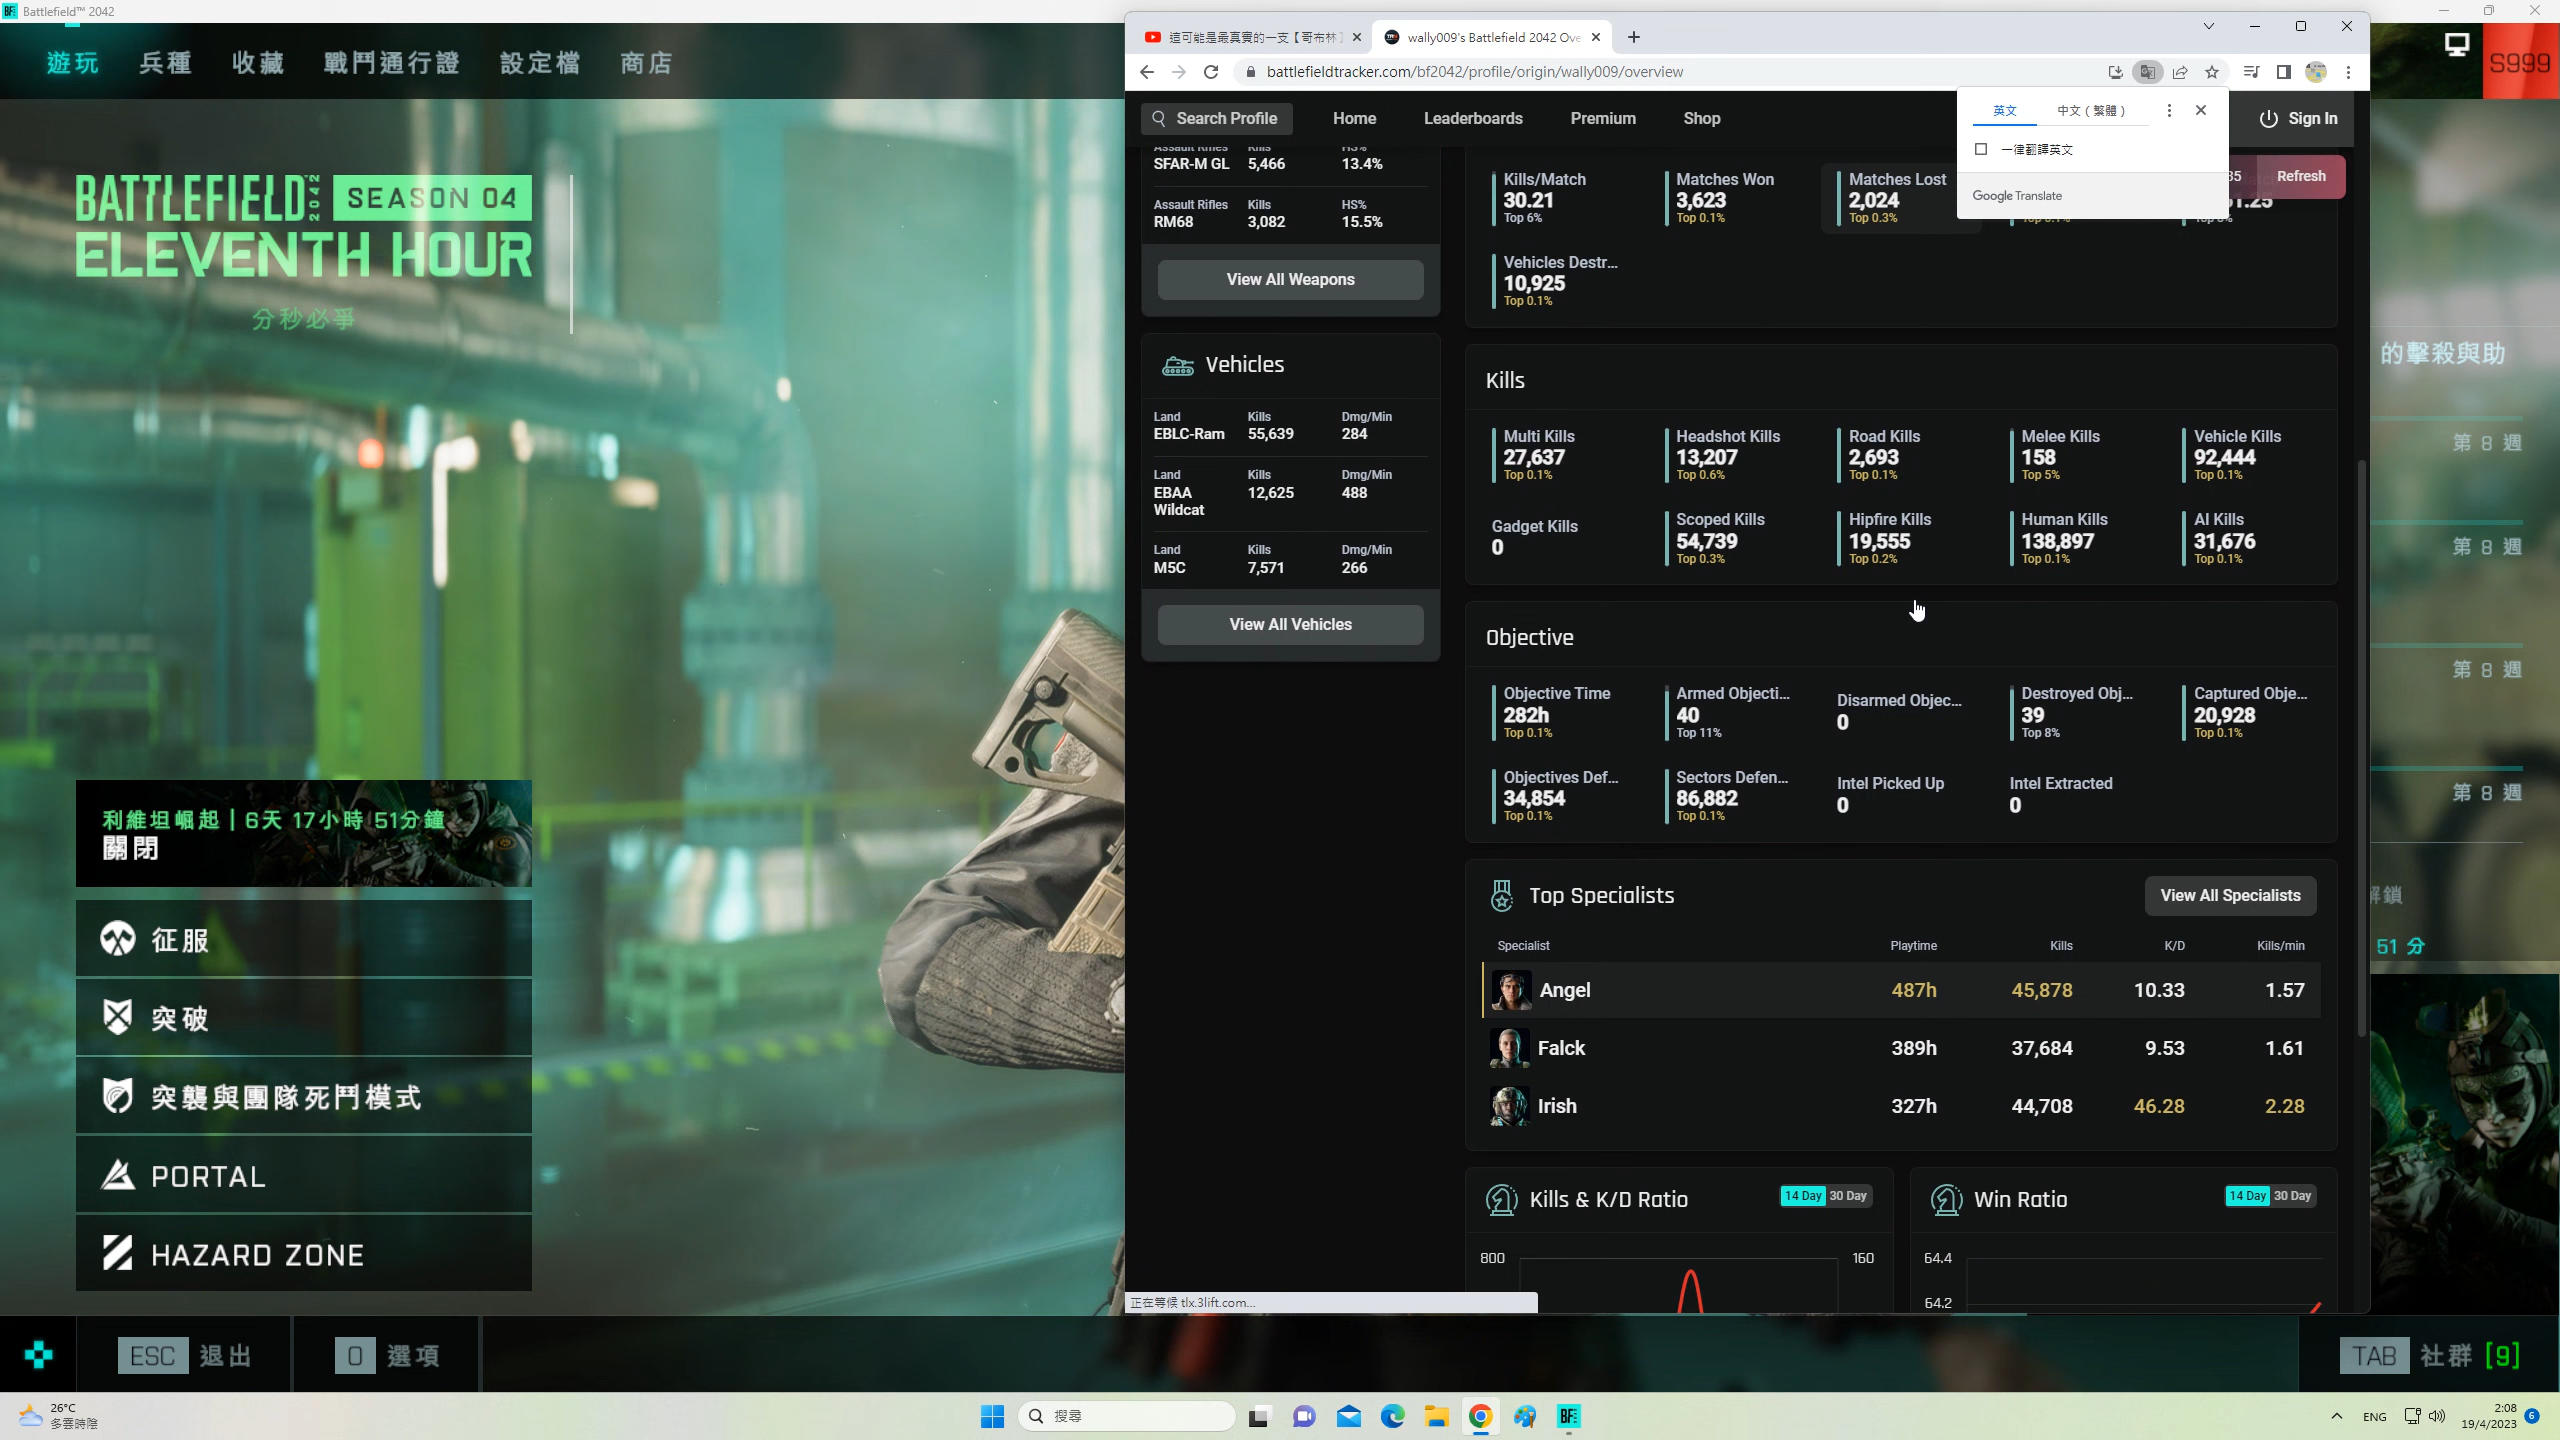 Battlefield™ 2042
遊玩 兵種 收藏 戰鬥通行證 設定檔 商店
BATTLEFIELD 2042 SEASON 04
ELEVENTH HOUR
分秒必爭
利維坦崛起 | 6天 17小時 51分鐘
關閉
征服
突破
突襲與團隊死鬥模式
PORTAL
HAZARD ZONE
ESC 退出
O 選項
這可能是最真實的一支【哥布林
wally009's Battlefield 2042 Ove
battlefieldtracker.com/bf2042/profile/origin/wally009/overview
Search Profile Home Leaderboards Premium Shop Sign In
英文 中文 ( 繁體 )
一律翻譯英文
Google Translate
35 Refresh
Assault Rifles Kills HS%
SFAR-M GL 5,466 13.4%
Assault Rifles Kills HS%
RM68 3,082 15.5%
View All Weapons
Vehicles
Land Kills Dmg/Min
EBLC-Ram 55,639 284
Land Kills Dmg/Min
EBAA Wildcat 12,625 488
Land Kills Dmg/Min
M5C 7,571 266
View All Vehicles
Kills/Match Matches Won Matches Lost
30.21 3,623 2,024
Top 6% Top 0.1% Top 0.3%
Vehicles Destr...
10,925
Top 0.1%
Kills
Multi Kills Headshot Kills Road Kills Melee Kills Vehicle Kills
27,637 13,207 2,693 158 92,444
Top 0.1% Top 0.6% Top 0.1% Top 5% Top 0.1%
Gadget Kills Scoped Kills Hipfire Kills Human Kills AI Kills
0 54,739 19,555 138,897 31,676
Top 0.3% Top 0.2% Top 0.1% Top 0.1%
Objective
Objective Time Armed Objecti... Disarmed Objec... Destroyed Obj... Captured Obje...
282h 40 0 39 20,928
Top 0.1% Top 11% Top 8% Top 0.1%
Objectives Def... Sectors Defen... Intel Picked Up Intel Extracted
34,854 86,882 0 0
Top 0.1% Top 0.1%
Top Specialists View All Specialists
Specialist Playtime Kills K/D Kills/min
Angel 487h 45,878 10.33 1.57
Falck 389h 37,684 9.53 1.61
Irish 327h 44,708 46.28 2.28
Kills & K/D Ratio 14 Day 30 Day
800 160
Win Ratio 14 Day 30 Day
64.4
64.2
正在等候 tlx.3lift.com...
S999
的擊殺與助
第 8 週
第 8 週
第 8 週
第 8 週
解鎖
51 分
TAB 社群 [9]
26°C
多雲時陰
搜尋
ENG
2:08
19/4/2023
6